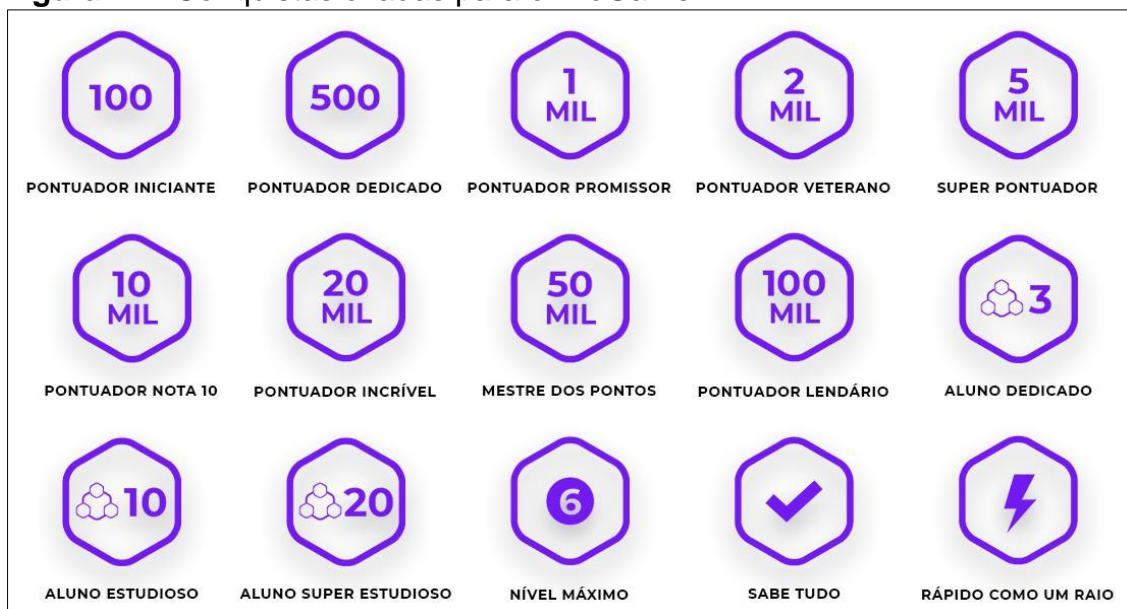 100
500
1
MIL
2
MIL
5
MIL
PONTUADOR INICIANTE
PONTUADOR DEDICADO
PONTUADOR PROMISSOR
PONTUADOR VETERANO
SUPER PONTUADOR
10
MIL
20
MIL
50
MIL
100
MIL
3
PONTUADOR NOTA 10
PONTUADOR INCRÍVEL
MESTRE DOS PONTOS
PONTUADOR LENDÁRIO
ALUNO DEDICADO
10
20
6
ALUNO ESTUDIOSO
ALUNO SUPER ESTUDIOSO
NÍVEL MÁXIMO
SABE TUDO
RÁPIDO COMO UM RAIO